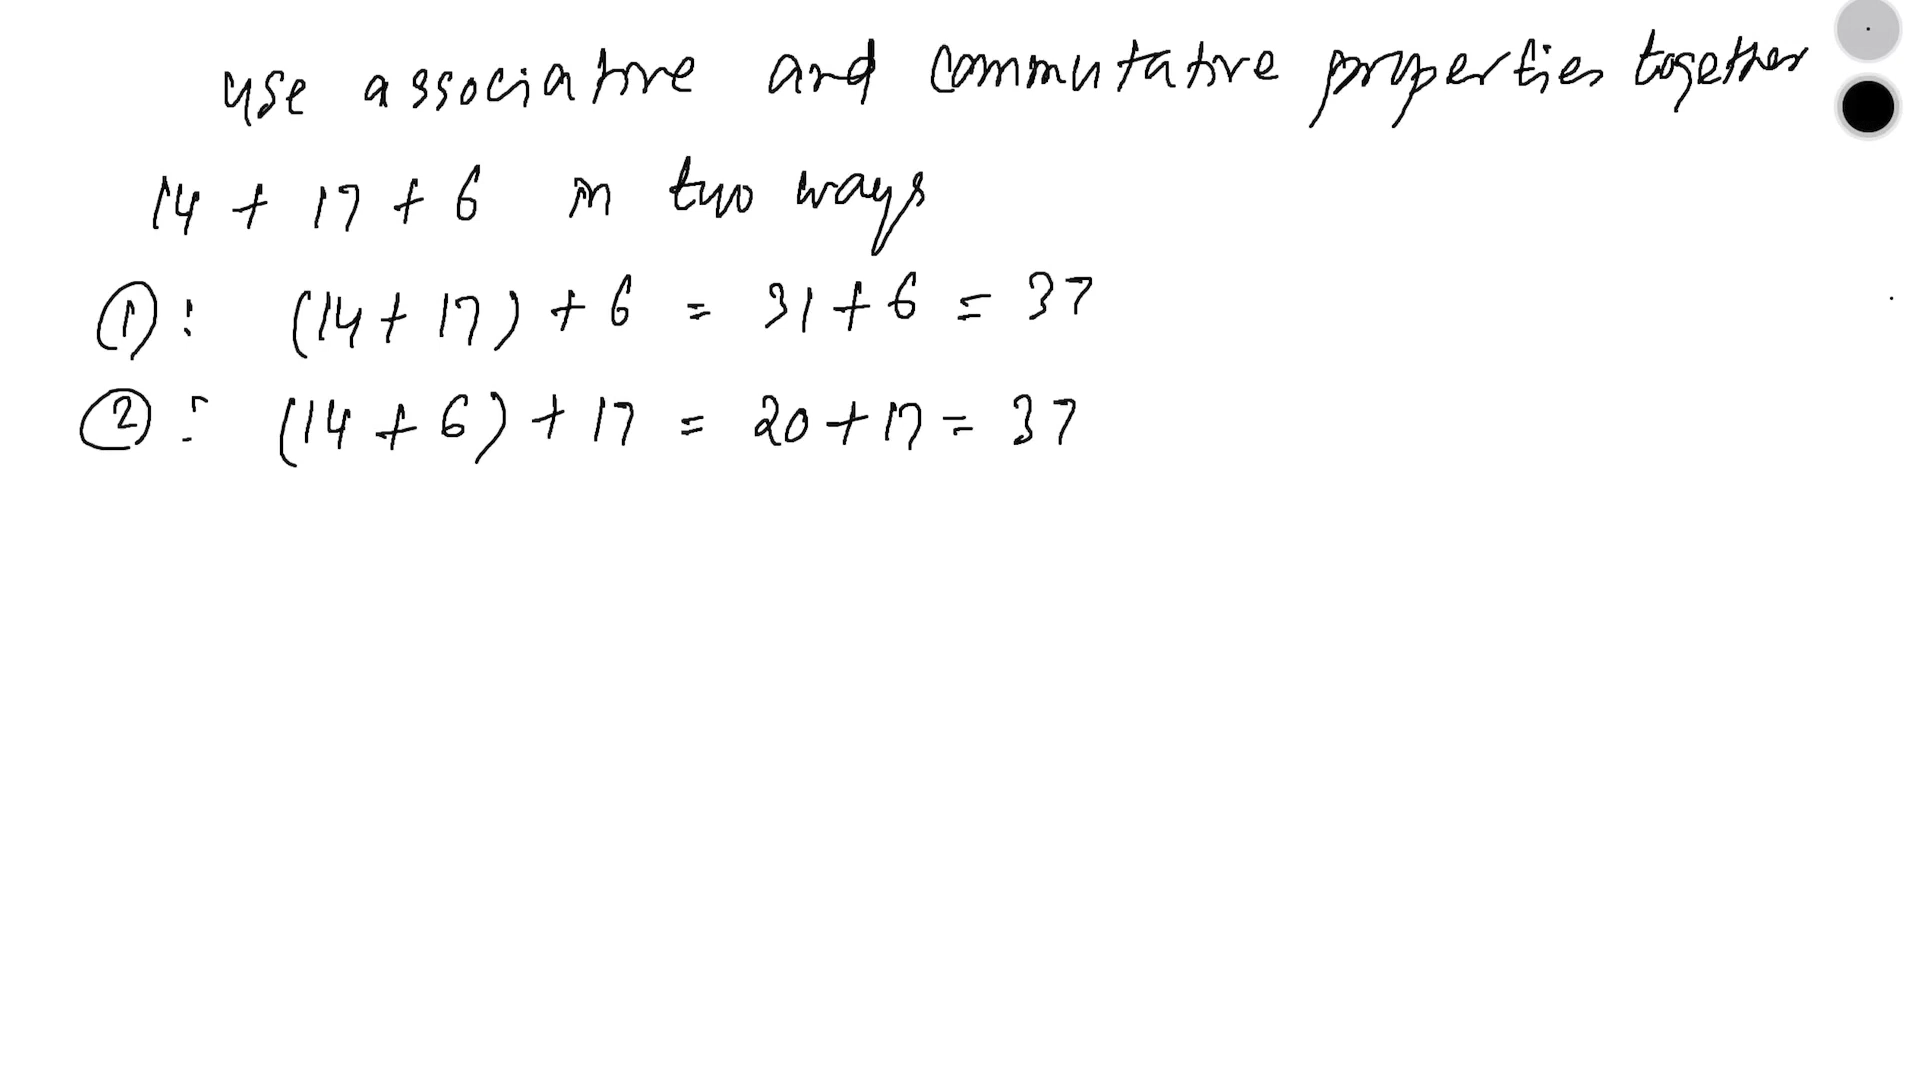 use associative and commutative properties together
14 + 17 + 6 in two ways
① : (14 + 17) + 6 = 31 + 6 = 37
② : (14 + 6) + 17 = 20 + 17 = 37